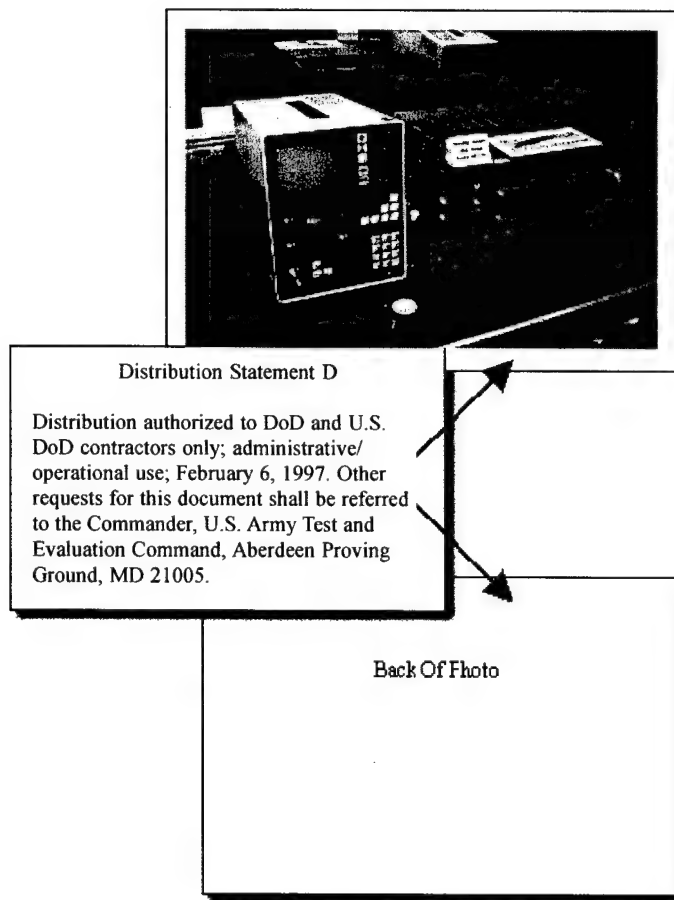 Distribution Statement D
Distribution authorized to DoD and U.S.
DoD contractors only; administrative/
operational use; February 6, 1997. Other
requests for this document shall be referred
to the Commander, U.S. Army Test and
Evaluation Command, Aberdeen Proving
Ground, MD 21005.
Back Of Fhoto